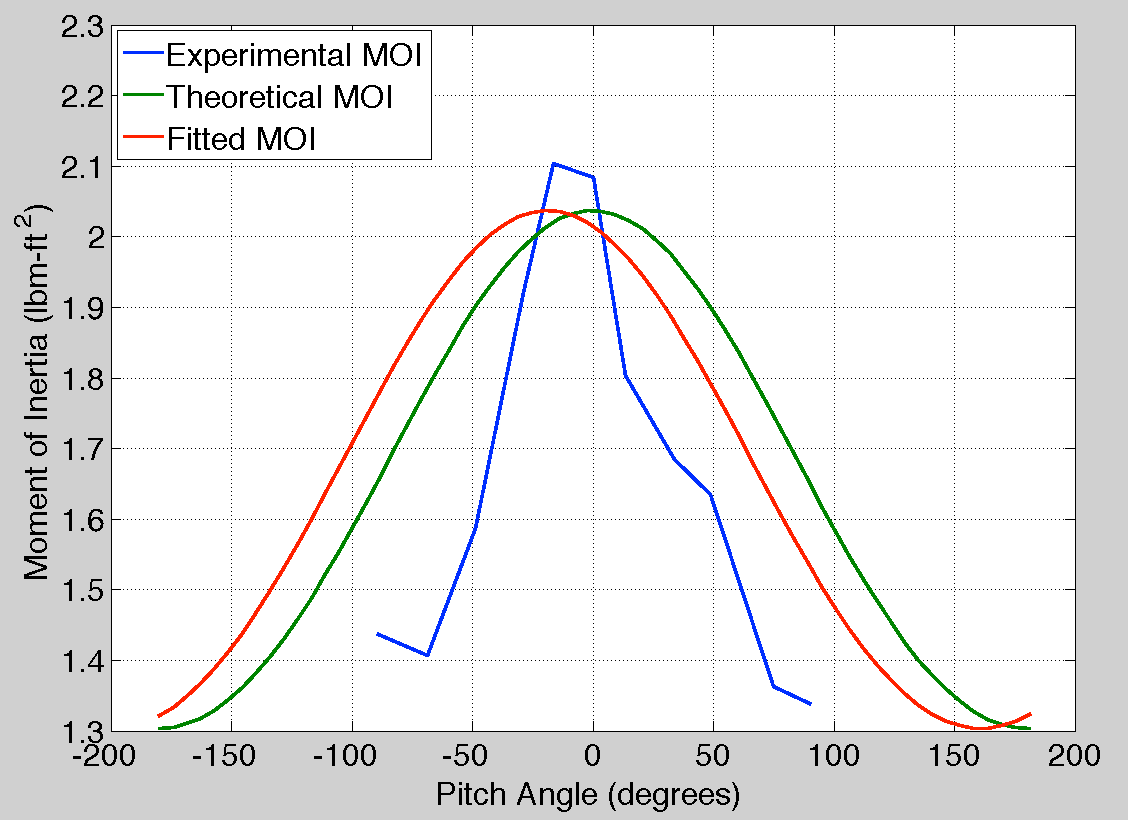 2.3
2.2
2.1
2
1.9
1.8
1.7
1.6
1.5
1.4
1.3
Experimental MOI
Theoretical MOI
Fitted MOI
Moment of Inertia (lbm-ft²)
-200 -150 -100 -50 0 50 100 150 200
Pitch Angle (degrees)